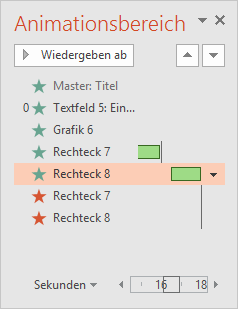 Animationsbereich
Wiedergeben ab
Master: Titel
0 Textfeld 5: Ein...
Grafik 6
Rechteck 7
Rechteck 8
Rechteck 7
Rechteck 8
Sekunden 16 18